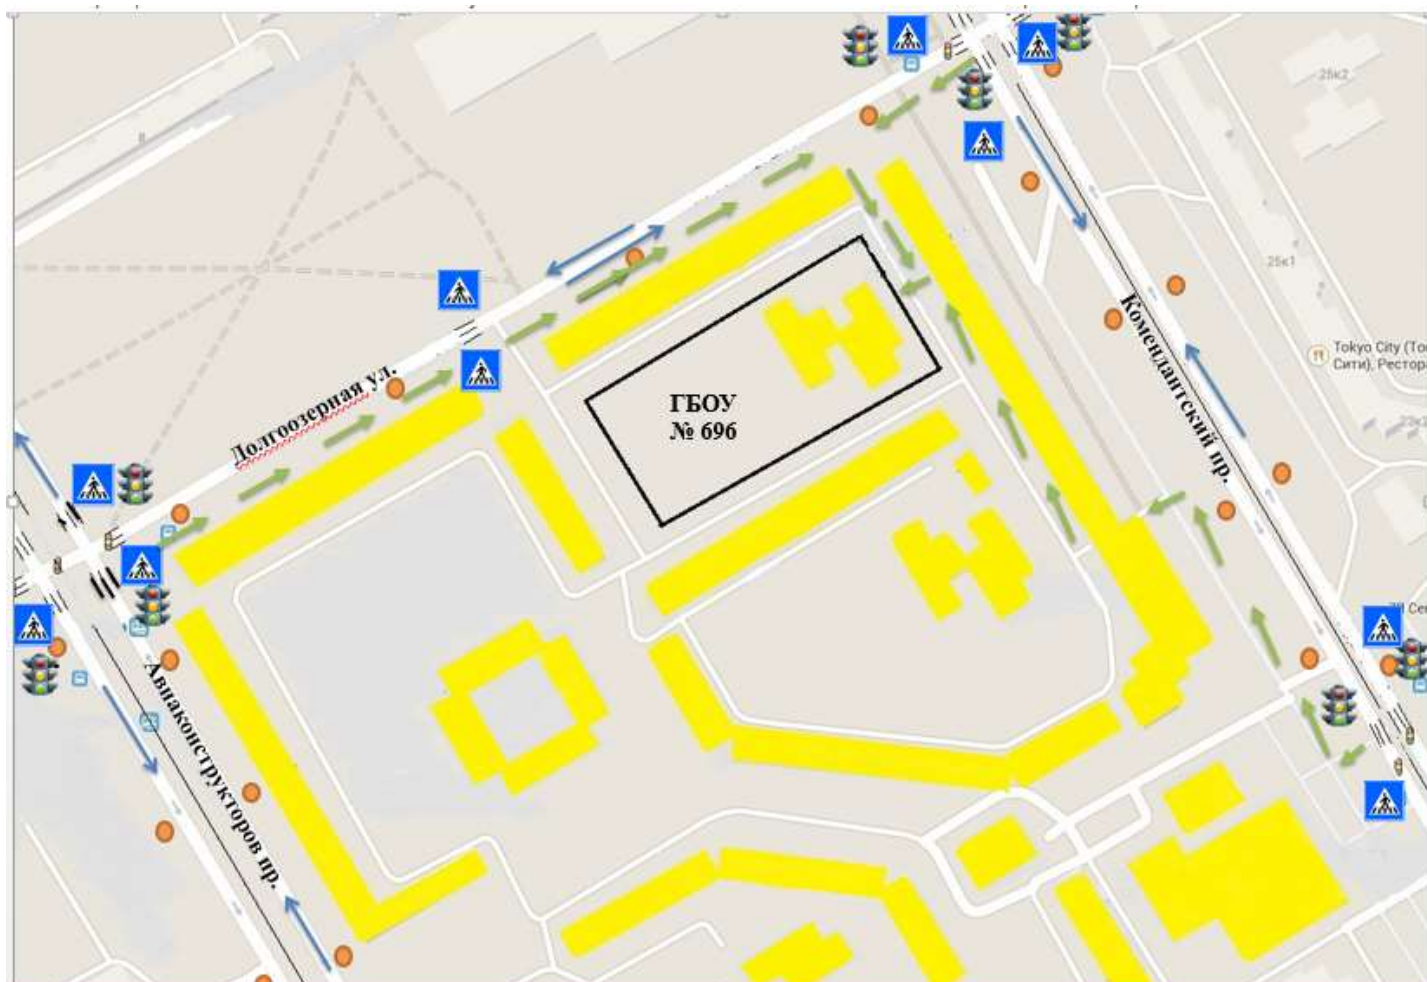 25к2
25к1
Tokyo City (То
Сити), Рестора
Комендантский пр.
Долгоозерная ул.
ГБОУ
№ 696
Авиаконструкторов пр.